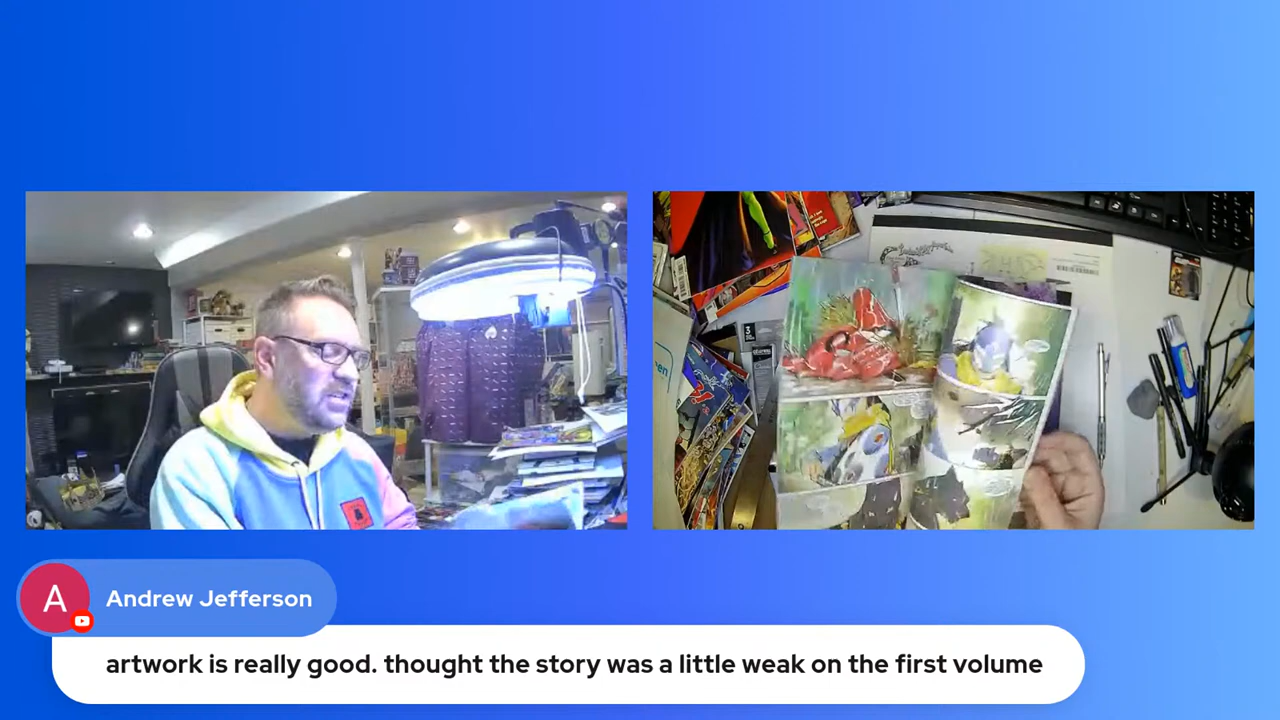 A
Andrew Jefferson
artwork is really good. thought the story was a little weak on the first volume